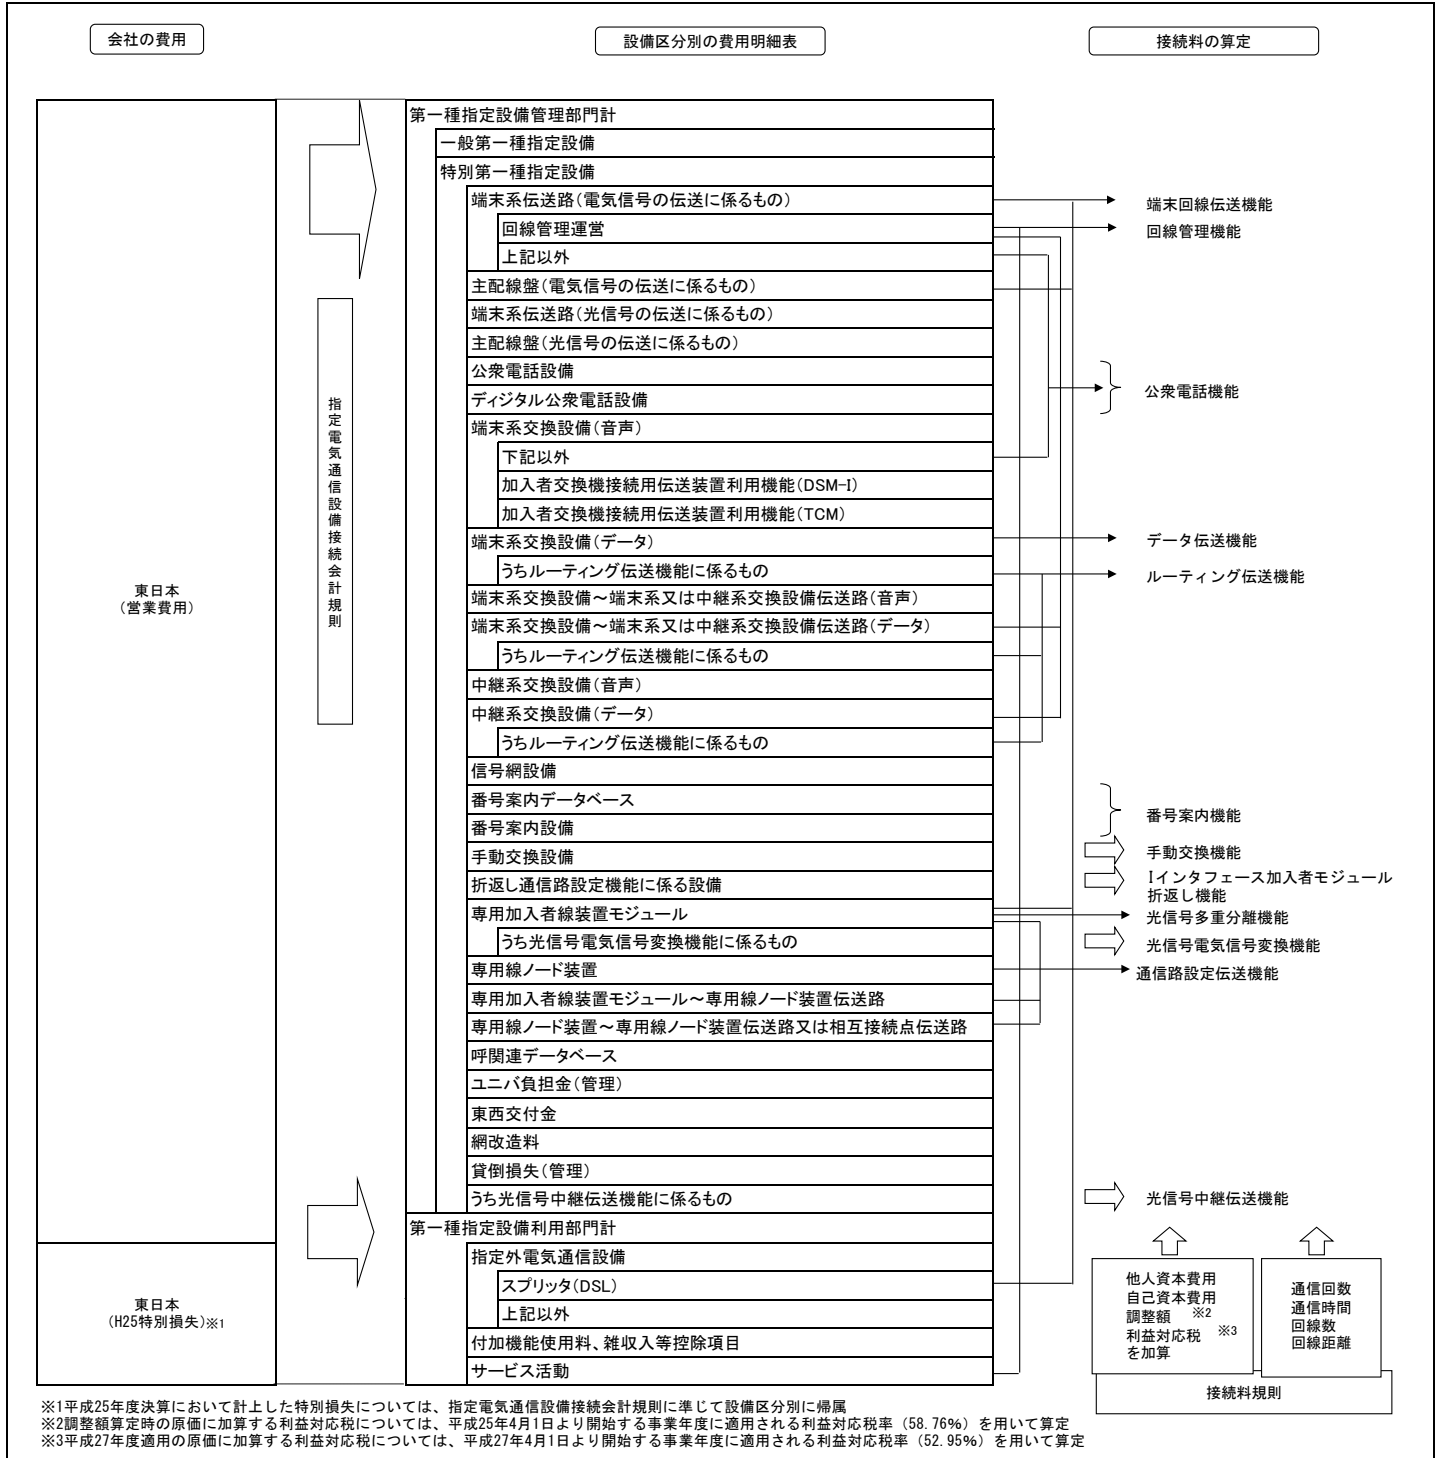 会社の費用
設備区分別の費用明細表
接続料の算定
東日本
(営業費用)
東日本
(H25特別損失)※1
指定電気通信設備接続会計規則
第一種指定設備管理部門計
一般第一種指定設備
特別第一種指定設備
端末系伝送路(電気信号の伝送に係るもの)
回線管理運営
上記以外
主配線盤(電気信号の伝送に係るもの)
端末系伝送路(光信号の伝送に係るもの)
主配線盤(光信号の伝送に係るもの)
公衆電話設備
ディジタル公衆電話設備
端末系交換設備(音声)
下記以外
加入者交換機接続用伝送装置利用機能(DSM-I)
加入者交換機接続用伝送装置利用機能(TCM)
端末系交換設備(データ)
うちルーティング伝送機能に係るもの
端末系交換設備～端末系又は中継系交換設備伝送路(音声)
端末系交換設備～端末系又は中継系交換設備伝送路(データ)
うちルーティング伝送機能に係るもの
中継系交換設備(音声)
中継系交換設備(データ)
うちルーティング伝送機能に係るもの
信号網設備
番号案内データベース
番号案内設備
手動交換設備
折返し通信路設定機能に係る設備
専用加入者線装置モジュール
うち光信号電気信号変換機能に係るもの
専用線ノード装置
専用加入者線装置モジュール～専用線ノード装置伝送路
専用線ノード装置～専用線ノード装置伝送路又は相互接続点伝送路
呼関連データベース
ユニバ負担金(管理)
東西交付金
網改造料
貸倒損失(管理)
うち光信号中継伝送機能に係るもの
第一種指定設備利用部門計
指定外電気通信設備
スプリッタ(DSL)
上記以外
付加機能使用料、雑収入等控除項目
サービス活動
端末回線伝送機能
回線管理機能
公衆電話機能
データ伝送機能
ルーティング伝送機能
番号案内機能
手動交換機能
Iインタフェース加入者モジュール
折返し機能
光信号多重分離機能
光信号電気信号変換機能
通信路設定伝送機能
光信号中継伝送機能
他人資本費用
自己資本費用
調整額 ※2
利益対応税 ※3
を加算
通信回数
通信時間
回線数
回線距離
接続料規則
※1平成25年度決算において計上した特別損失については、指定電気通信設備接続会計規則に準じて設備区分別に帰属
※2調整額算定時の原価に加算する利益対応税については、平成25年4月1日より開始する事業年度に適用される利益対応税率(58.76%)を用いて算定
※3平成27年度適用の原価に加算する利益対応税については、平成27年4月1日より開始する事業年度に適用される利益対応税率(52.95%)を用いて算定